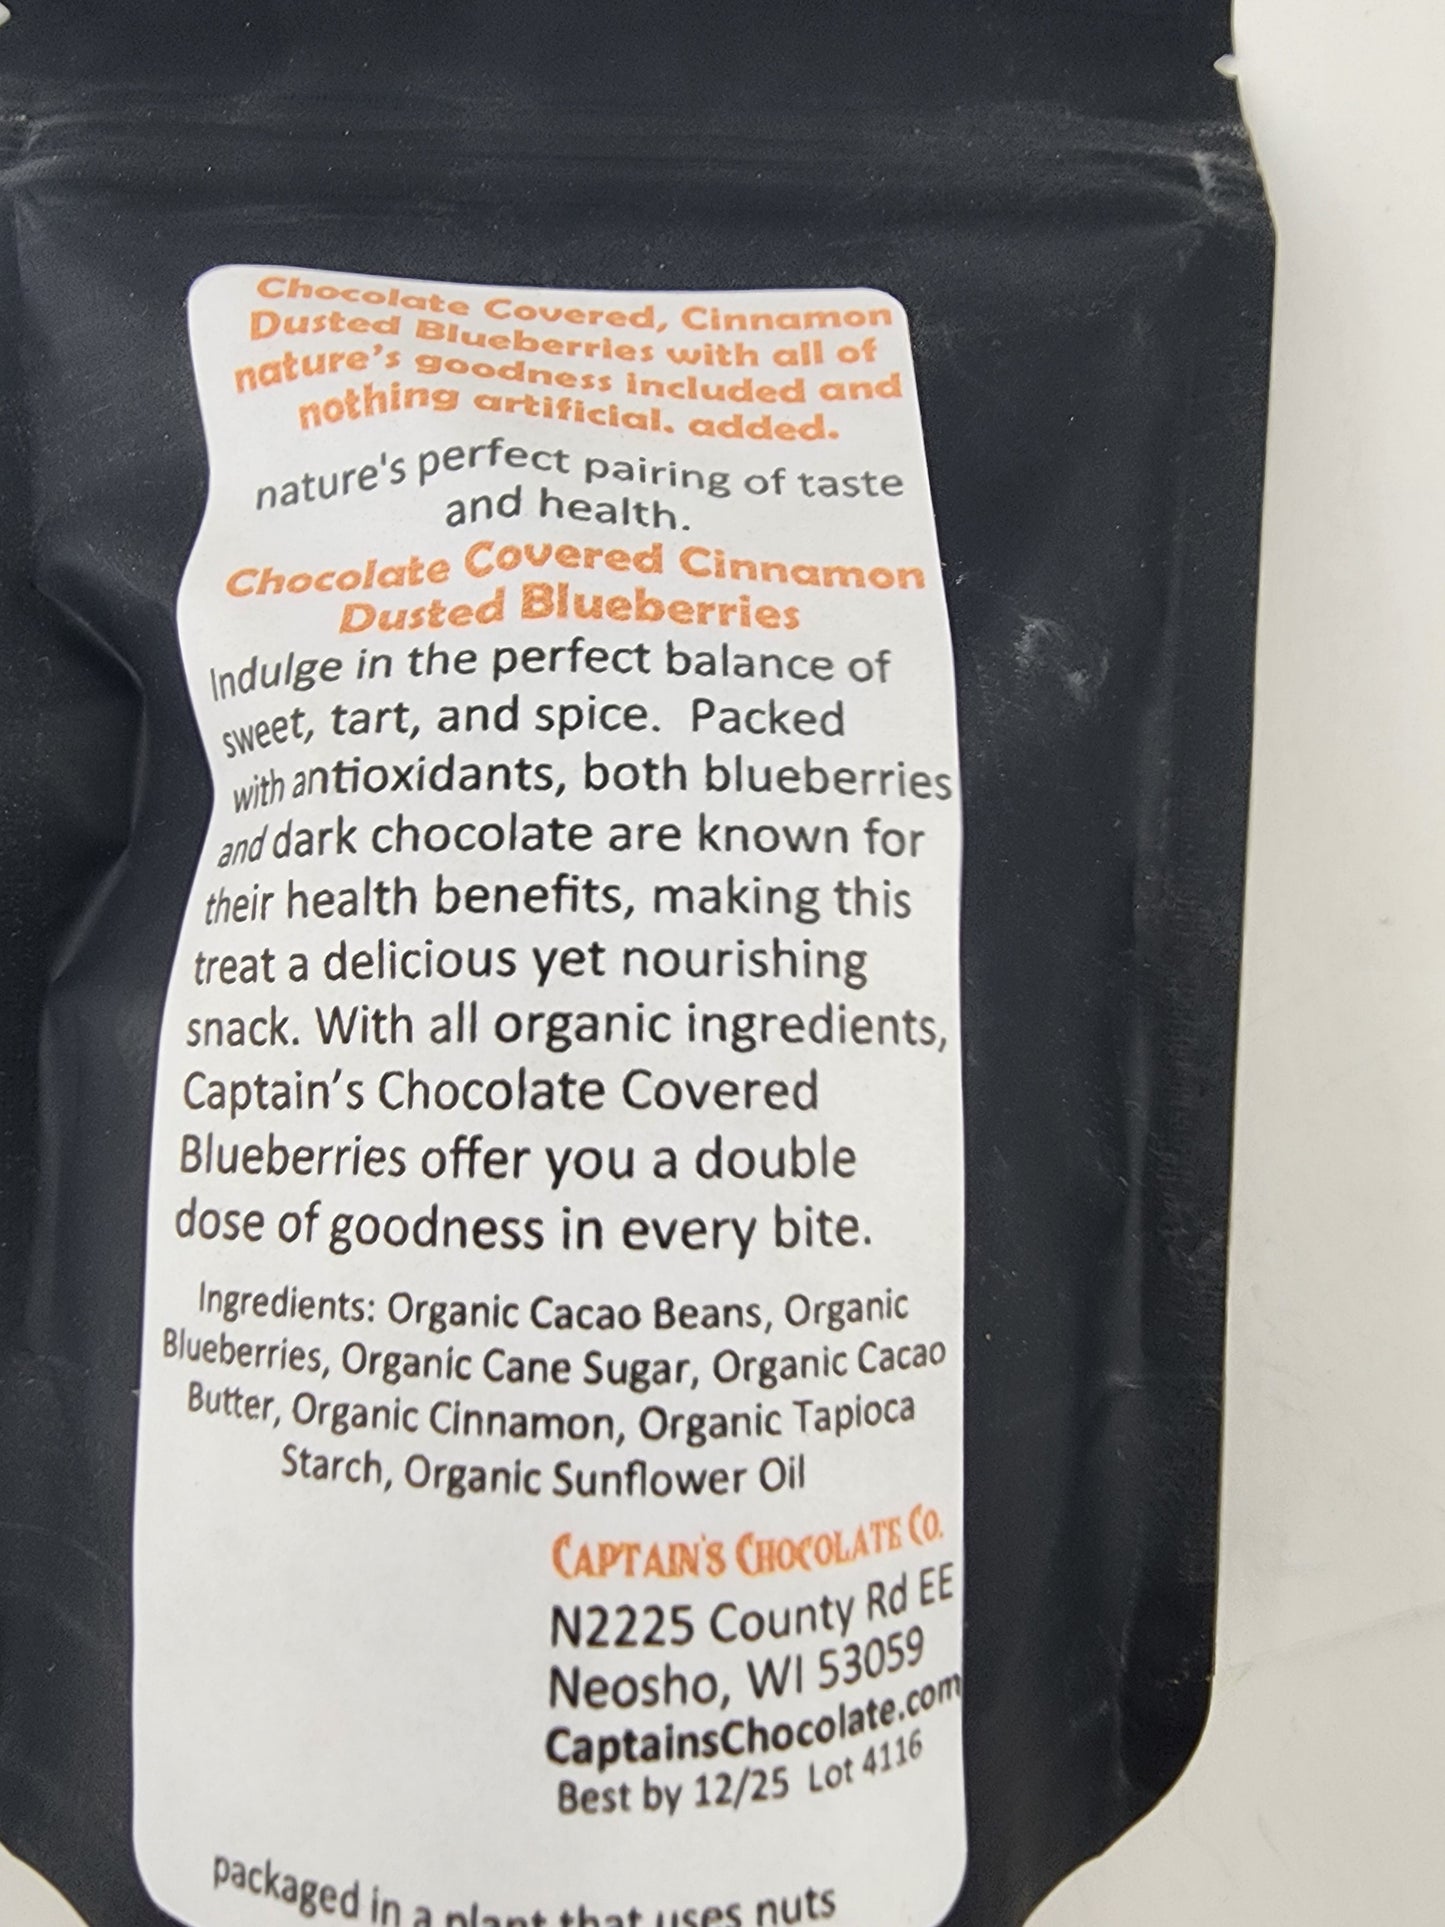 Chocolate Covered, Cinnamon
Dusted Blueberries with all of
nature's goodness included and
nothing artificial. added.
nature's perfect pairing of taste
and health.
Chocolate Covered Cinnamon
Dusted Blueberries
Indulge in the perfect balance of
sweet, tart, and spice. Packed
with antioxidants, both blueberries
and dark chocolate are known for
their health benefits, making this
treat a delicious yet nourishing
snack. With all organic ingredients,
Captain's Chocolate Covered
Blueberries offer you a double
dose of goodness in every bite.
Ingredients: Organic Cacao Beans, Organic
Blueberries, Organic Cane Sugar, Organic Cacao
Butter, Organic Cinnamon, Organic Tapioca
Starch, Organic Sunflower Oil
CAPTAIN'S CHOCOLATE CO.
N2225 County Rd EE
Neosho, WI 53059
CaptainsChocolate.com
Best by 12/25 Lot 4116
packaged in a plant that uses nuts